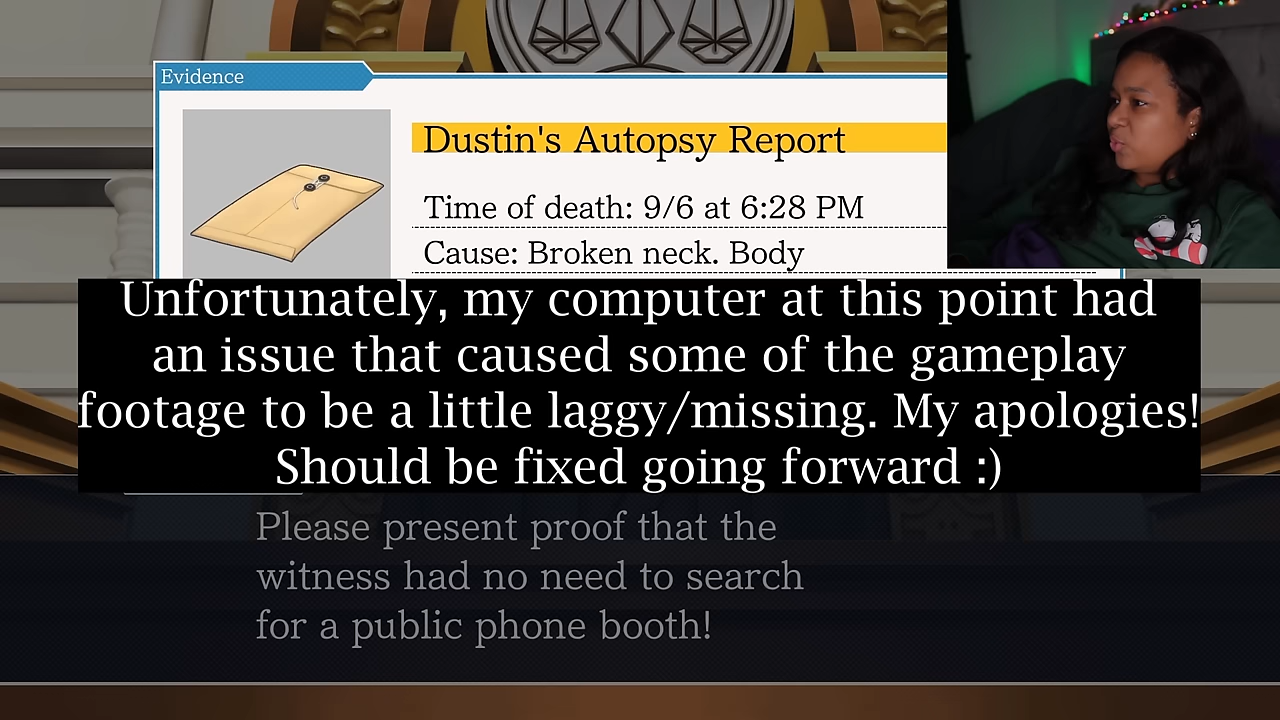 Evidence
Dustin's Autopsy Report
Time of death: 9/6 at 6:28 PM
Cause: Broken neck. Body
Unfortunately, my computer at this point had
an issue that caused some of the gameplay
footage to be a little laggy/missing. My apologies!
Should be fixed going forward :)
Please present proof that the
witness had no need to search
for a public phone booth!